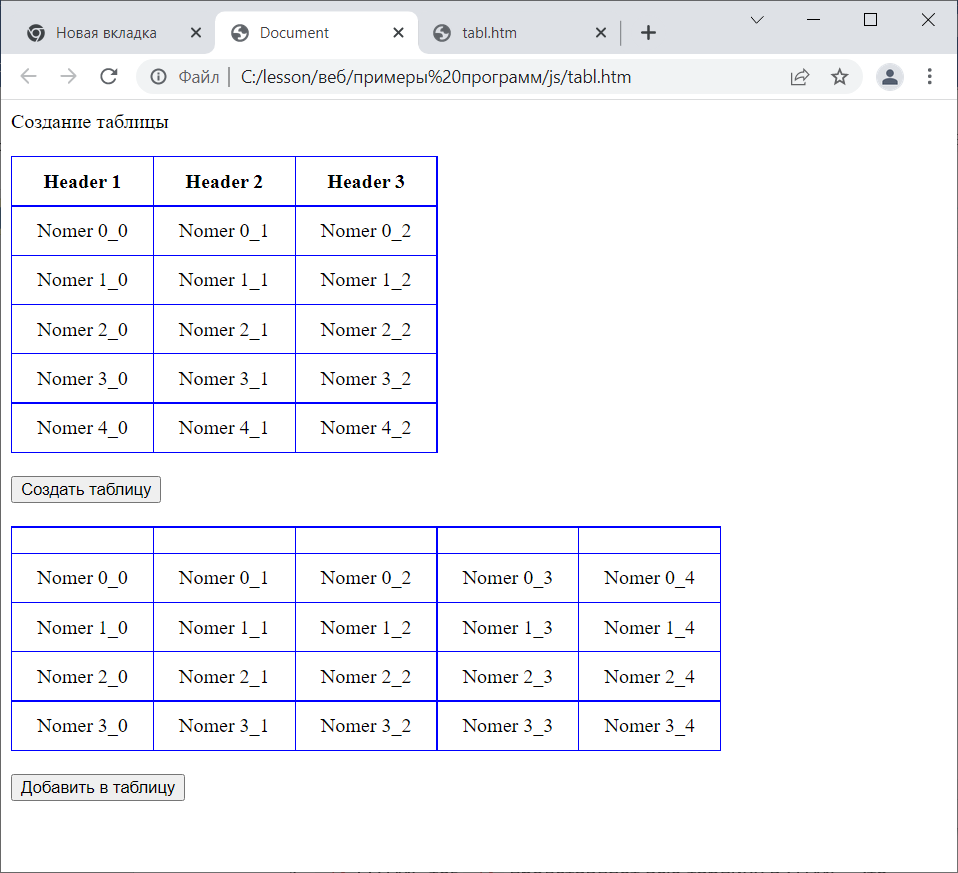 Новая вкладка Document tabl.htm
Файл C:/lesson/веб/примеры%20программ/js/tabl.htm
Создание таблицы
Header 1 Header 2 Header 3
Nomer 0_0 Nomer 0_1 Nomer 0_2
Nomer 1_0 Nomer 1_1 Nomer 1_2
Nomer 2_0 Nomer 2_1 Nomer 2_2
Nomer 3_0 Nomer 3_1 Nomer 3_2
Nomer 4_0 Nomer 4_1 Nomer 4_2
Создать таблицу
Nomer 0_0 Nomer 0_1 Nomer 0_2 Nomer 0_3 Nomer 0_4
Nomer 1_0 Nomer 1_1 Nomer 1_2 Nomer 1_3 Nomer 1_4
Nomer 2_0 Nomer 2_1 Nomer 2_2 Nomer 2_3 Nomer 2_4
Nomer 3_0 Nomer 3_1 Nomer 3_2 Nomer 3_3 Nomer 3_4
Добавить в таблицу